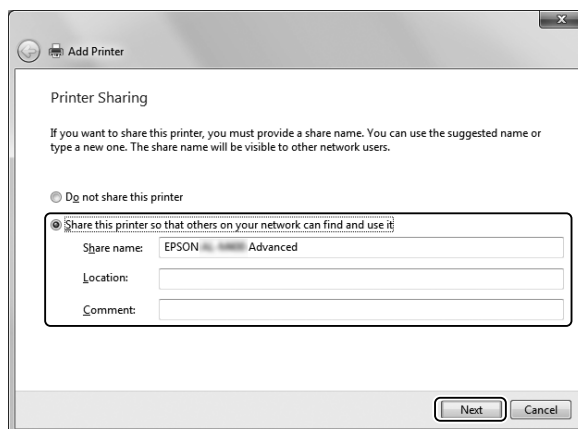 Add Printer
Printer Sharing
If you want to share this printer, you must provide a share name. You can use the suggested name or
type a new one. The share name will be visible to other network users.
Do not share this printer
Share this printer so that others on your network can find and use it
Share name: EPSON Advanced
Location:
Comment:
Next Cancel